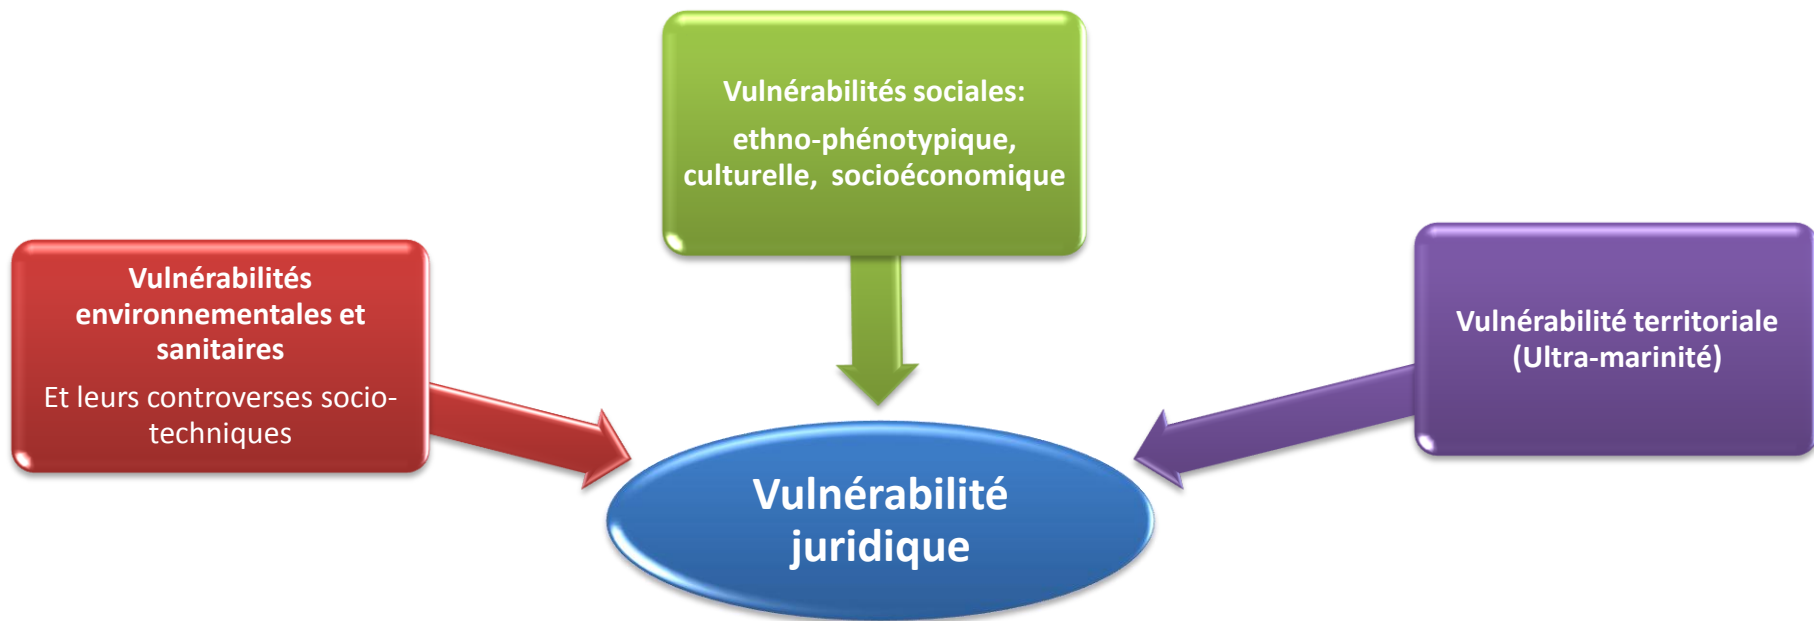 Vulnérabilités sociales:
ethno-phénotypique,
culturelle, socioéconomique
Vulnérabilités
environnementales et
sanitaires
Et leurs controverses socio-
techniques
Vulnérabilité territoriale
(Ultra-marinité)
Vulnérabilité
juridique